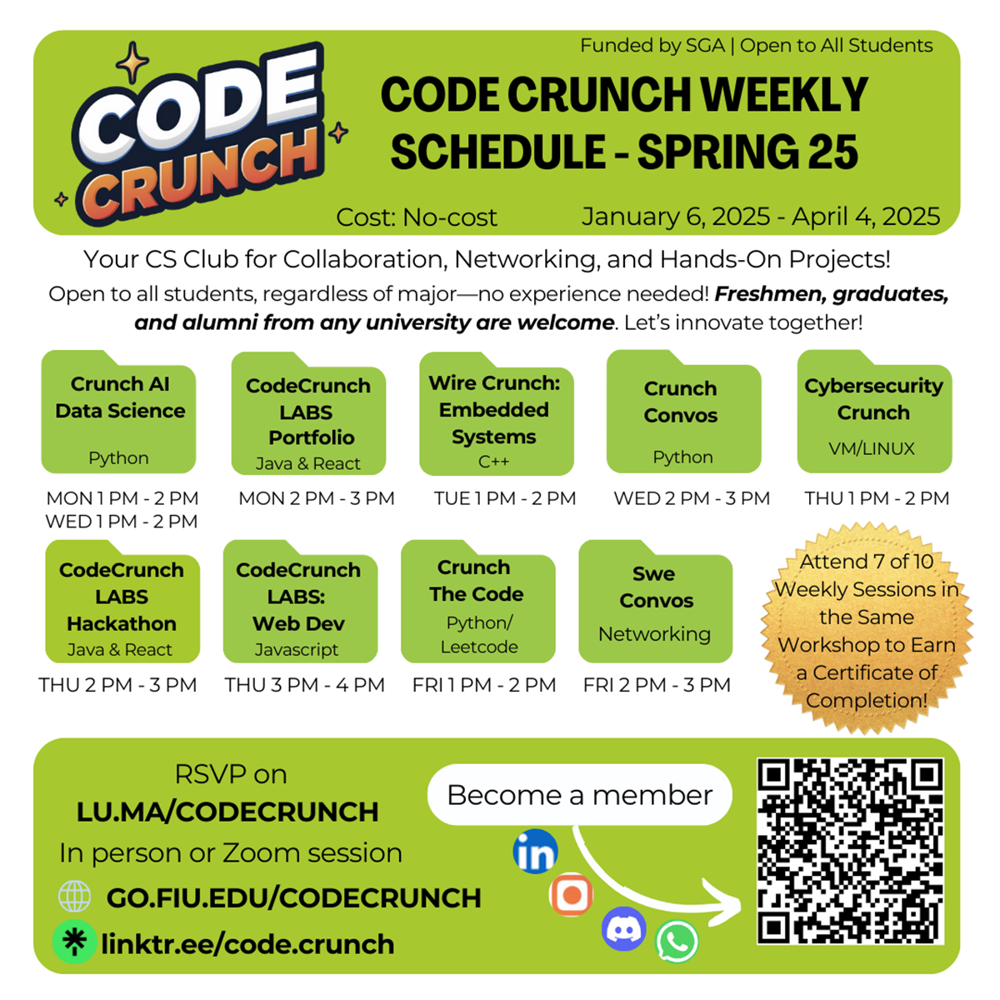 Funded by SGA | Open to All Students
CODE
CRUNCH
CODE CRUNCH WEEKLY
SCHEDULE - SPRING 25
Cost: No-cost
January 6, 2025 - April 4, 2025
Your CS Club for Collaboration, Networking, and Hands-On Projects!
Open to all students, regardless of major—no experience needed! Freshmen, graduates,
and alumni from any university are welcome. Let's innovate together!
Crunch AI
Data Science
Python
MON 1 PM - 2 PM
WED 1 PM - 2 PM
CodeCrunch
LABS
Portfolio
Java & React
MON 2 PM - 3 PM
Wire Crunch:
Embedded
Systems
C++
TUE 1 PM - 2 PM
Crunch
Convos
Python
WED 2 PM - 3 PM
Cybersecurity
Crunch
VM/LINUX
THU 1 PM - 2 PM
CodeCrunch
LABS
Hackathon
Java & React
THU 2 PM - 3 PM
CodeCrunch
LABS:
Web Dev
Javascript
THU 3 PM - 4 PM
Crunch
The Code
Python/
Leetcode
FRI 1 PM - 2 PM
Swe
Convos
Networking
FRI 2 PM - 3 PM
Attend 7 of 10
Weekly Sessions in
the Same
Workshop to Earn
a Certificate of
Completion!
RSVP on
LU.MA/CODECRUNCH
In person or Zoom session
GO.FIU.EDU/CODECRUNCH
linktr.ee/code.crunch
Become a member
in